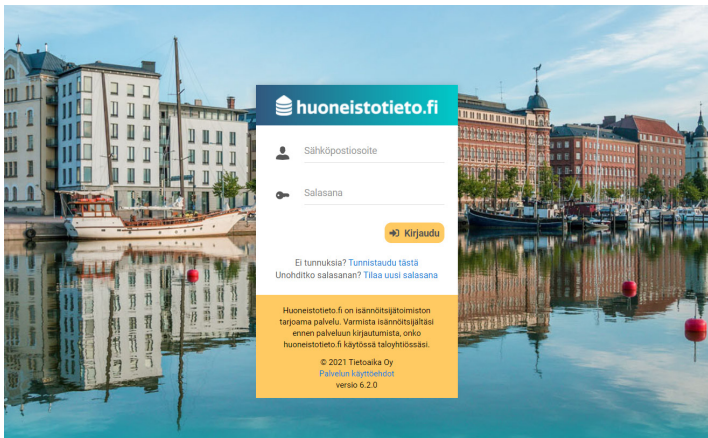 huoneistotieto.fi
Sähköpostiosoite
Salasana
Kirjaudu
Ei tunnuksia? Tunnistaudu tästä
Unohditko salasanan? Tilaa uusi salasana
Huoneistotieto.fi on isännöitsijätoimiston
tarjoama palvelu. Varmista isännöitsijältäsi
ennen palveluun kirjautumista, onko
huoneistotieto.fi käytössä taloyhtiössäsi.
© 2021 Tietoaika Oy
Palvelun käyttöehdot
versio 6.2.0